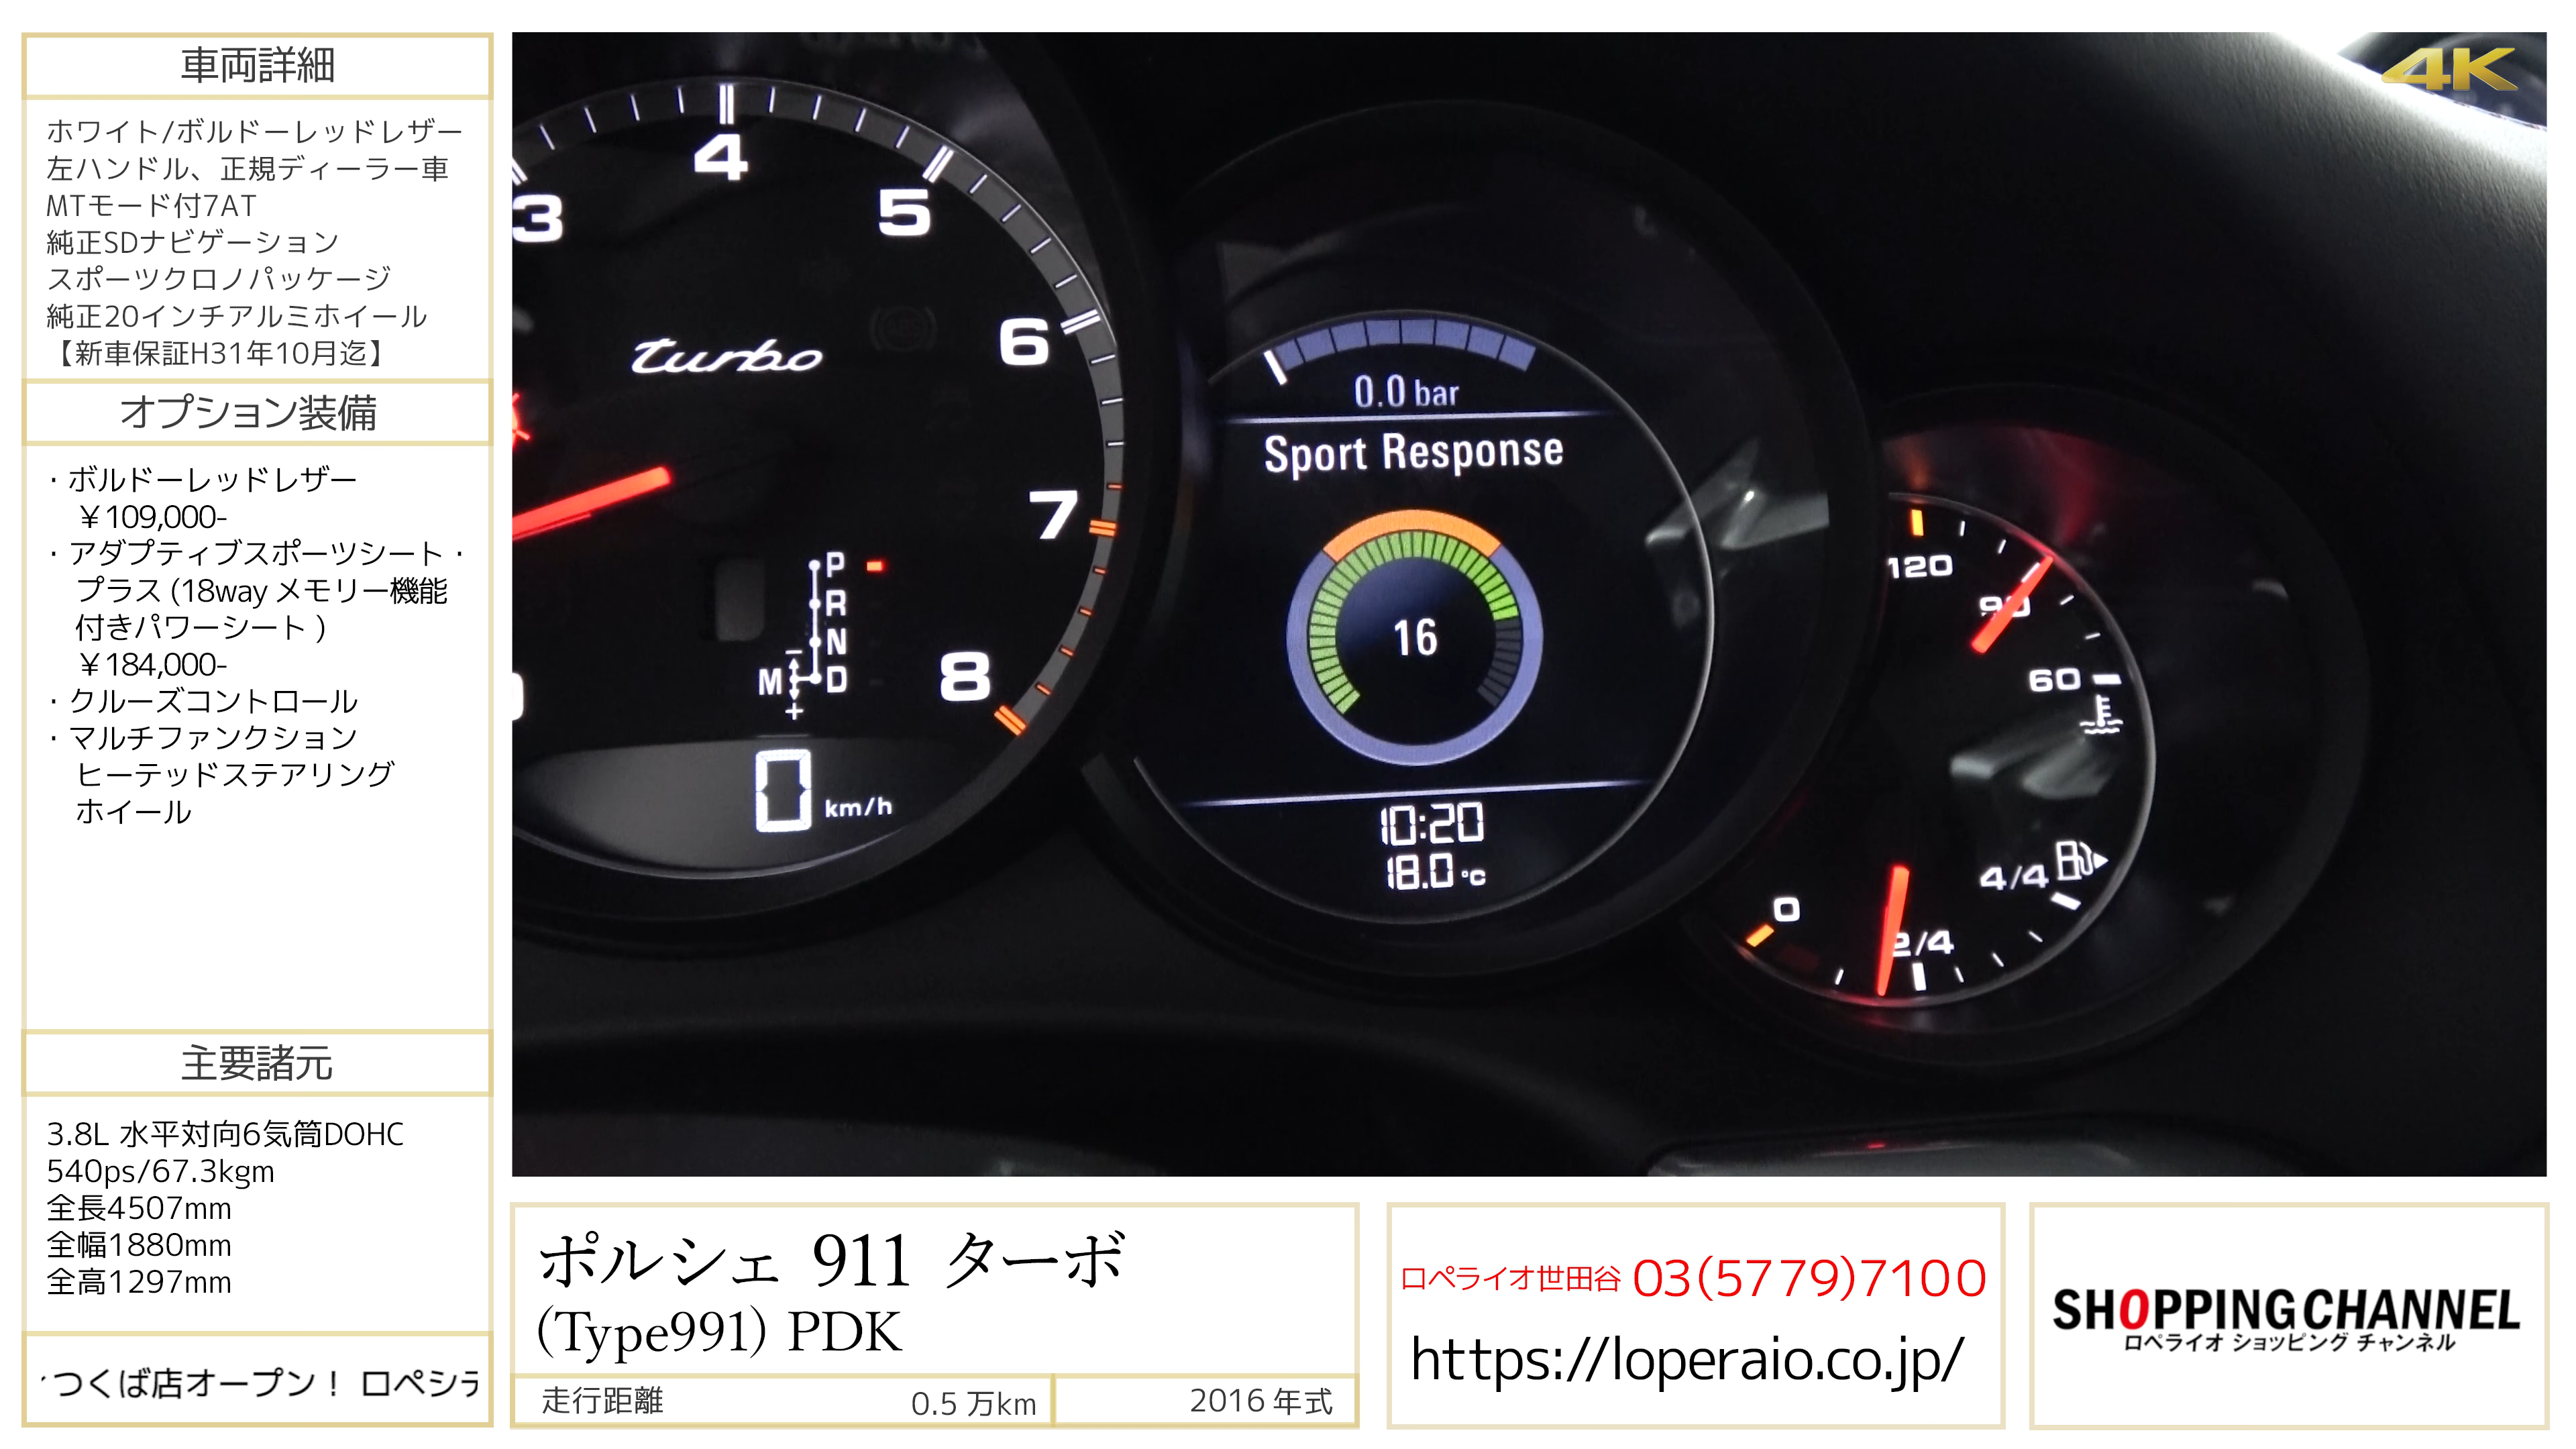 車両詳細
ホワイト/ボルドーレッドレザー
左ハンドル、正規ディーラー車
MTモード付7AT
純正SDナビゲーション
スポーツクロノパッケージ
純正20インチアルミホイール
【新車保証H31年10月迄】
オプション装備
・ボルドーレッドレザー
￥109,000-
・アダプティブスポーツシート・
プラス (18way メモリー機能
付きパワーシート )
￥184,000-
・クルーズコントロール
・マルチファンクション
ヒーテッドステアリング
ホイール
主要諸元
3.8L 水平対向6気筒DOHC
540ps/67.3kgm
全長4507mm
全幅1880mm
全高1297mm
つくば店オープン！ ロペシ
4K
3
4
5
6
7
8
turbo
P
R
N
M D
−
+
0 km/h
0.0 bar
Sport Response
16
10:20
18.0 °C
120
90
60
4/4
2/4
0
ポルシェ 911 ターボ
(Type991) PDK
走行距離 0.5 万km 2016 年式
ロペライオ世田谷 03(5779)7100
https://loperaio.co.jp/
SHOPPING CHANNEL
ロペライオ ショッピング チャンネル